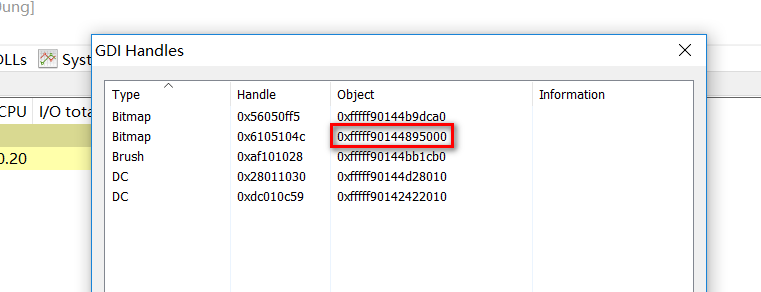 Dung]
GDI Handles
DLLs
Syst
CPU
I/O tota
0.20
Type
Handle
Object
Information
Bitmap
0x56050ff5
0xfffff90144b9dca0
Bitmap
0x6105104c
0xfffff90144895000
Brush
0xaf101028
0xfffff90144bb1cb0
DC
0x28011030
0xfffff90144d28010
DC
0xdc010c59
0xfffff90142422010